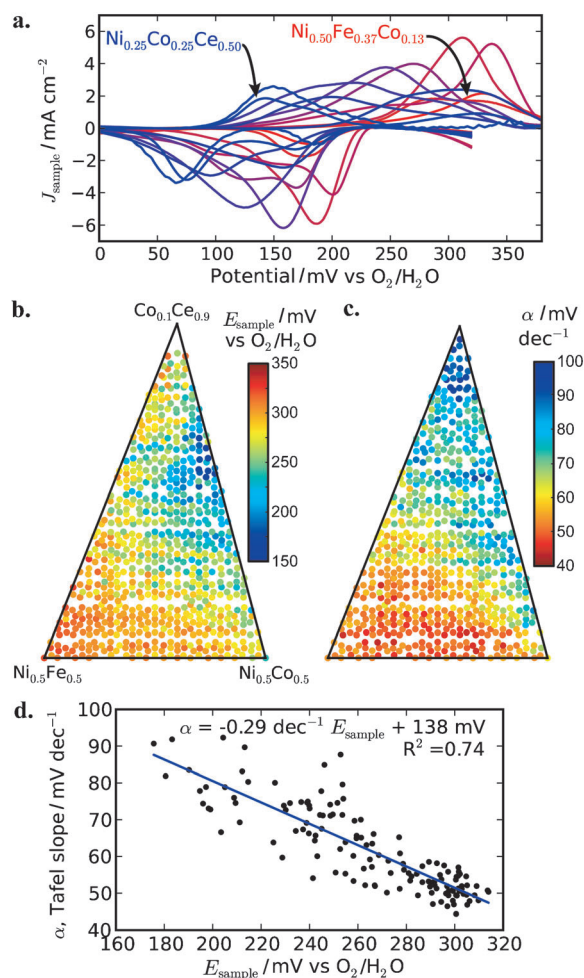 a.
Ni0.25Co0.25Ce0.50
Ni0.50Fe0.37Co0.13
6
4
2
0
−2
−4
−6
Jsample/mA cm−2
0 50 100 150 200 250 300 350
Potential/mV vs O2/H2O
b.
Co0.1Ce0.9
Esample/mV
vs O2/H2O
350
300
250
200
150
Ni0.5Fe0.5
Ni0.5Co0.5
c.
α /mV
dec−1
100
90
80
70
60
50
40
d.
α = -0.29 dec−1 Esample + 138 mV
R2 =0.74
100
90
80
70
60
50
40
α, Tafel slope/mV dec−1
160 180 200 220 240 260 280 300 320
Esample/mV vs O2/H2O